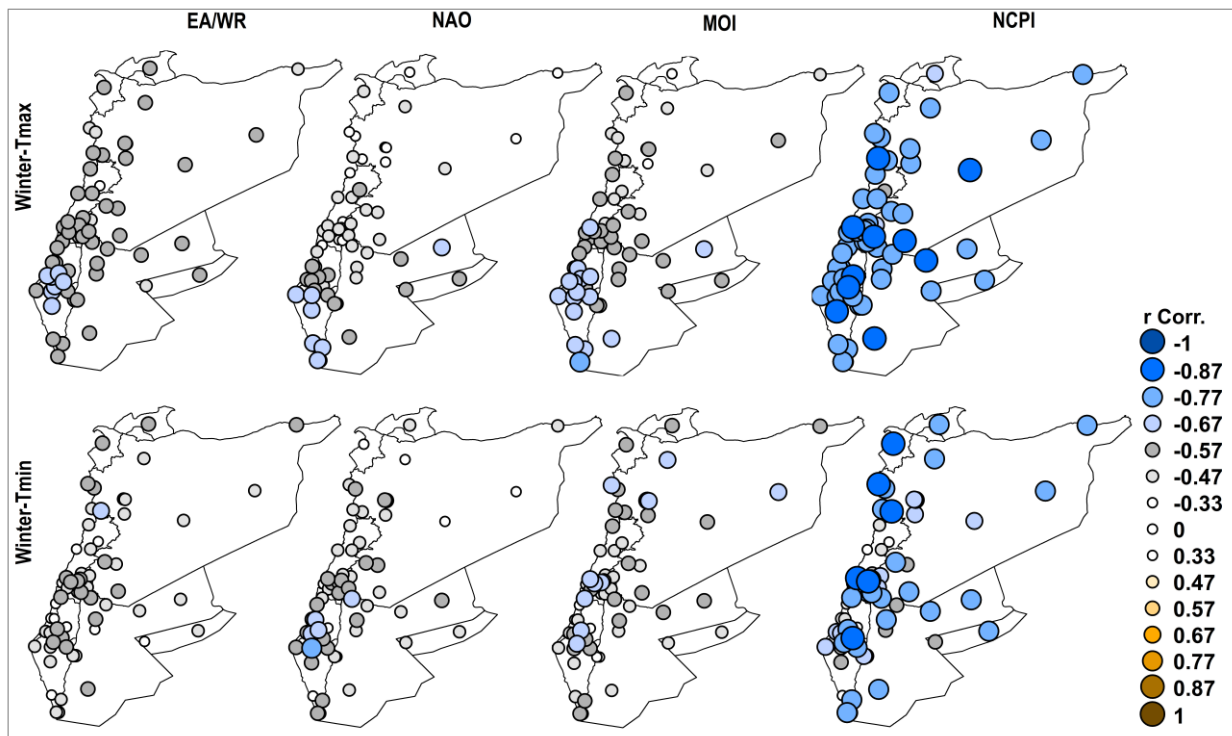 EA/WR
NAO
MOI
NCPI
Winter-Tmax
Winter-Tmin
r Corr.
-1
-0.87
-0.77
-0.67
-0.57
-0.47
-0.33
0
0.33
0.47
0.57
0.67
0.77
0.87
1